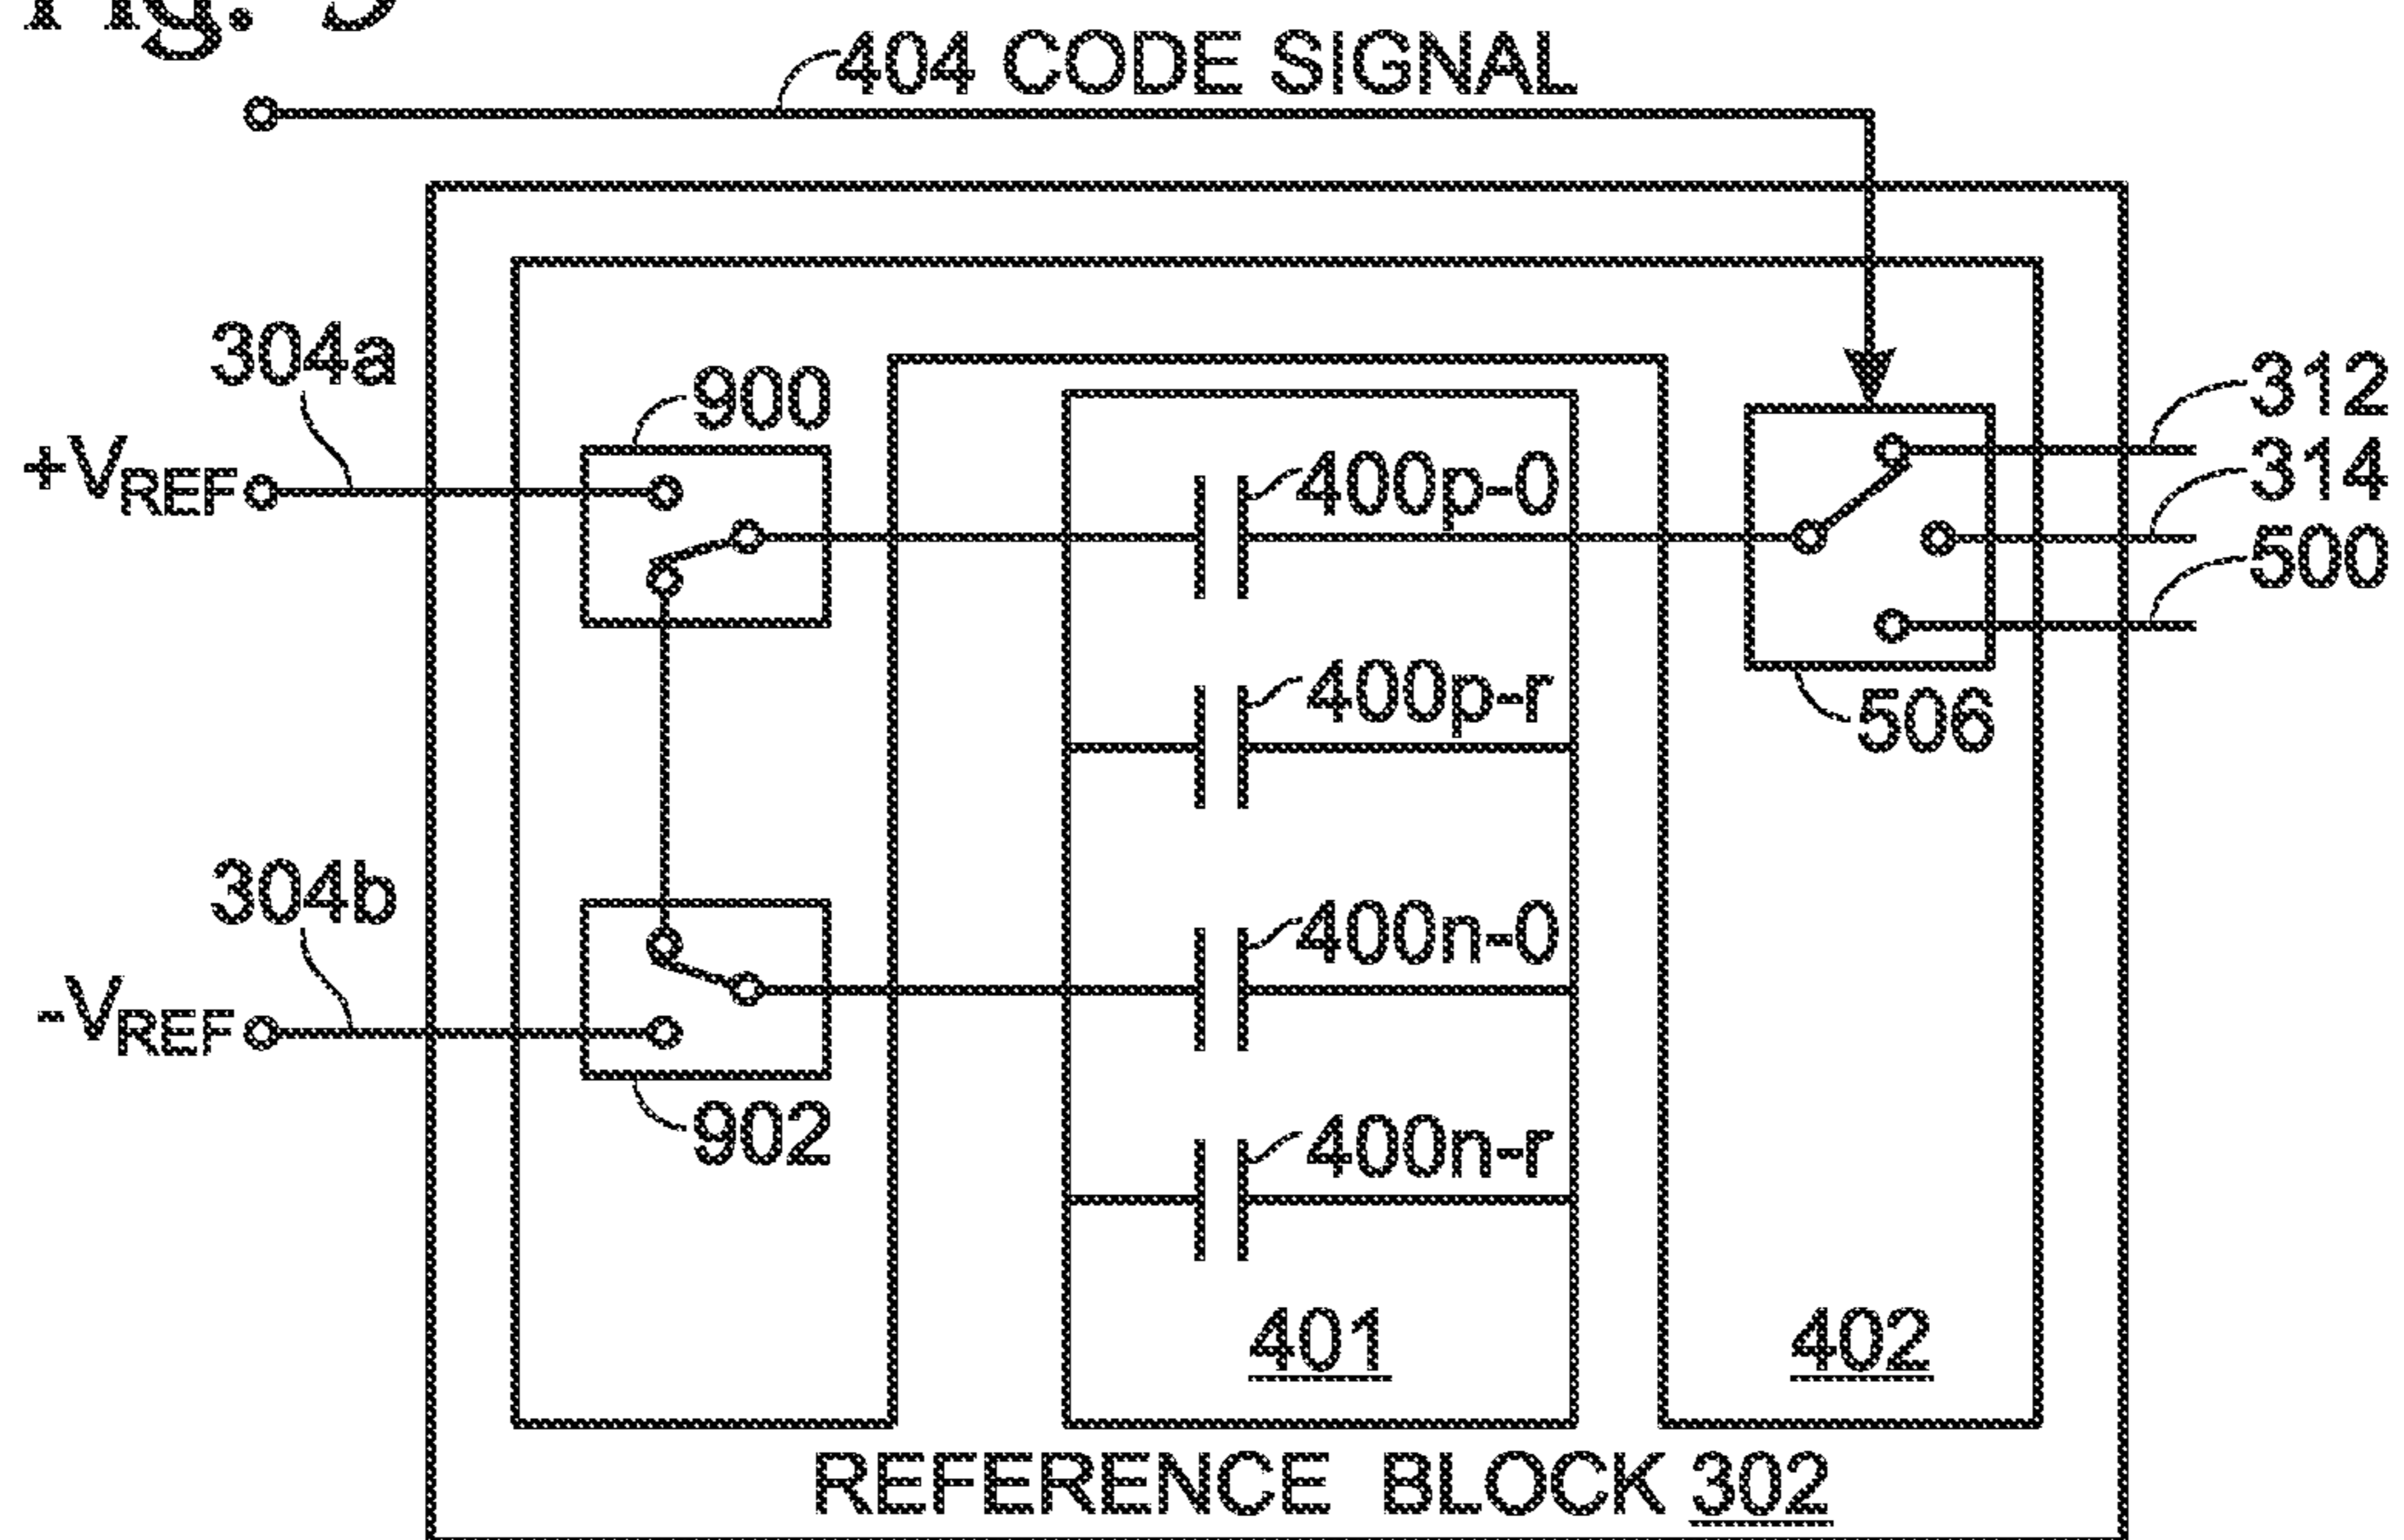 Fig. 9
404 CODE SIGNAL
304a
900
312
+VREF
400p-0
314
500
400p-r
506
304b
400n-0
-VREF
902
400n-r
401
402
REFERENCE BLOCK 302